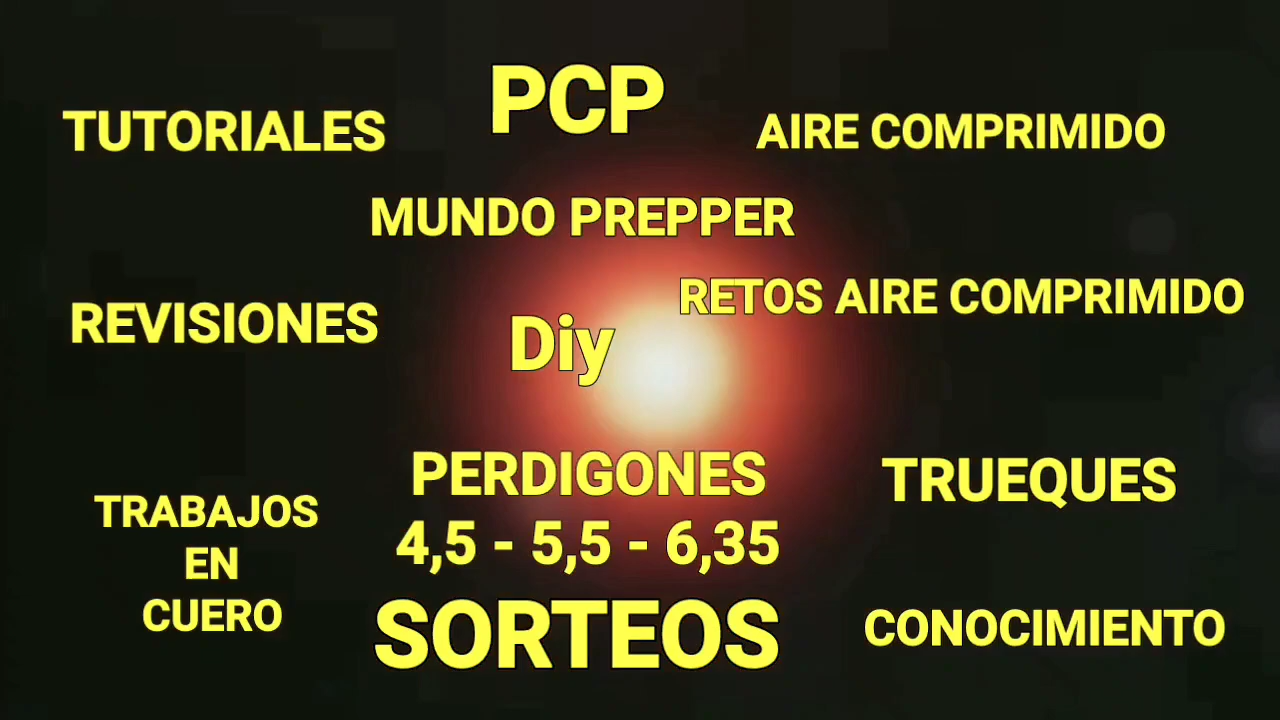 PCP
TUTORIALES
AIRE COMPRIMIDO
MUNDO PREPPER
RETOS AIRE COMPRIMIDO
REVISIONES
Diy
PERDIGONES
4,5 - 5,5 - 6,35
TRUEQUES
TRABAJOS
EN
CUERO
SORTEOS
CONOCIMIENTO